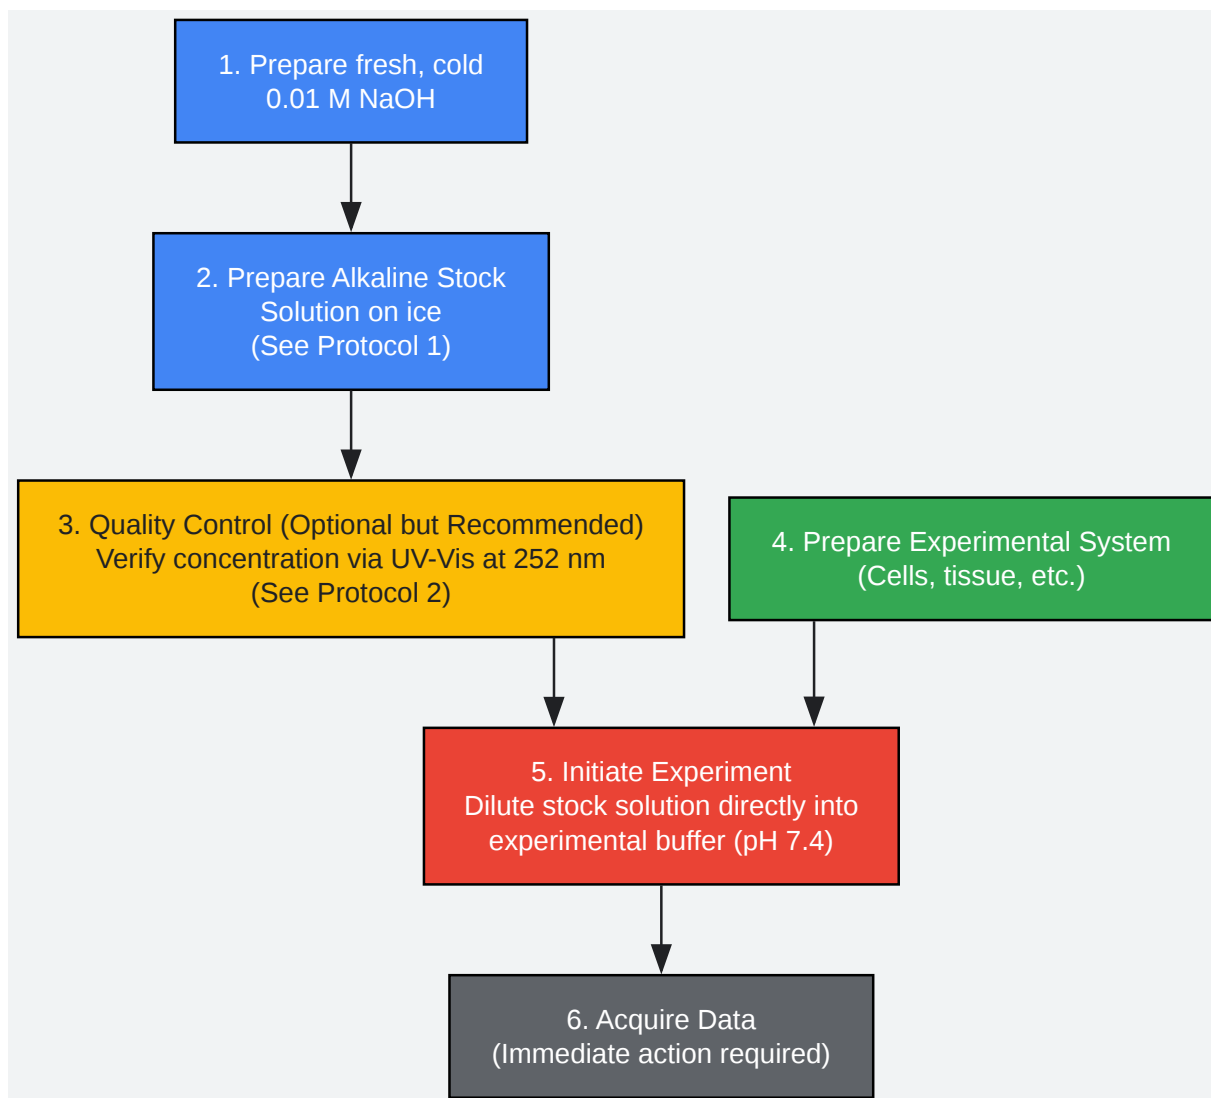 1. Prepare fresh, cold
0.01 M NaOH
2. Prepare Alkaline Stock
Solution on ice
(See Protocol 1)
3. Quality Control (Optional but Recommended)
Verify concentration via UV-Vis at 252 nm
(See Protocol 2)
4. Prepare Experimental System
(Cells, tissue, etc.)
5. Initiate Experiment
Dilute stock solution directly into
experimental buffer (pH 7.4)
6. Acquire Data
(Immediate action required)